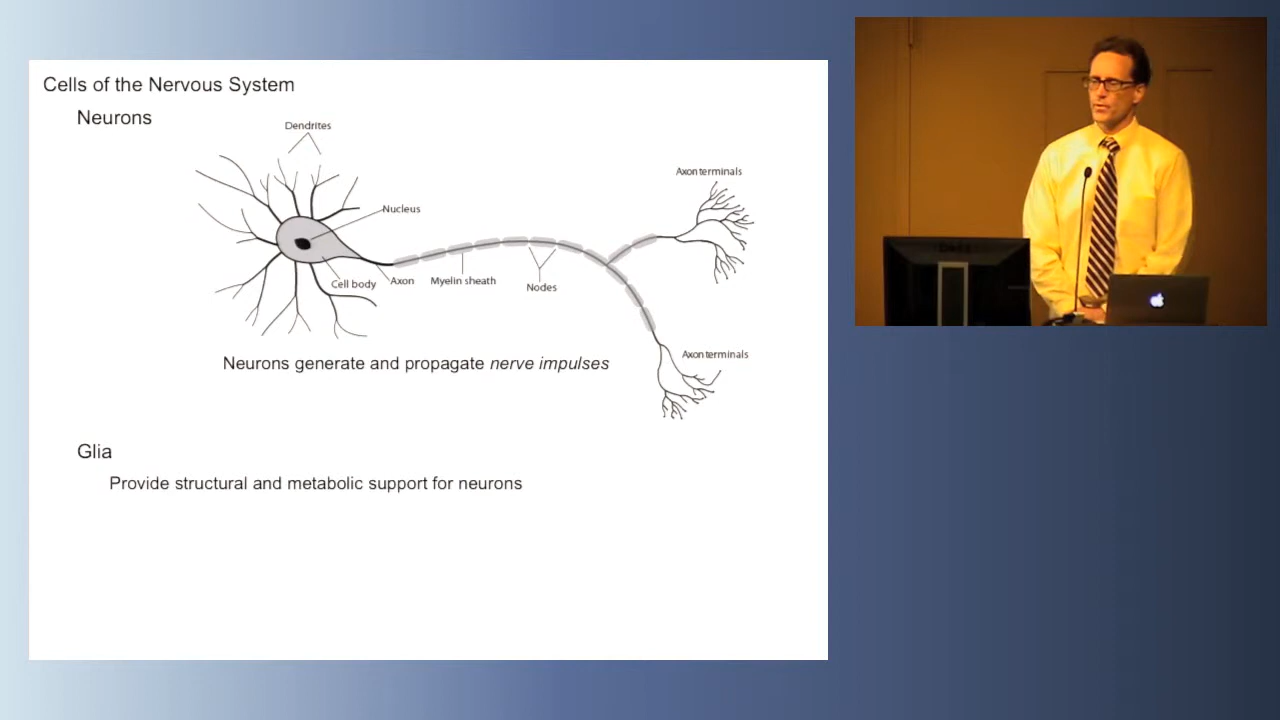 Cells of the Nervous System
Neurons
Dendrites
Axon terminals
Nucleus
Cell body
Axon
Myelin sheath
Nodes
Axon terminals
Neurons generate and propagate nerve impulses
Glia
Provide structural and metabolic support for neurons